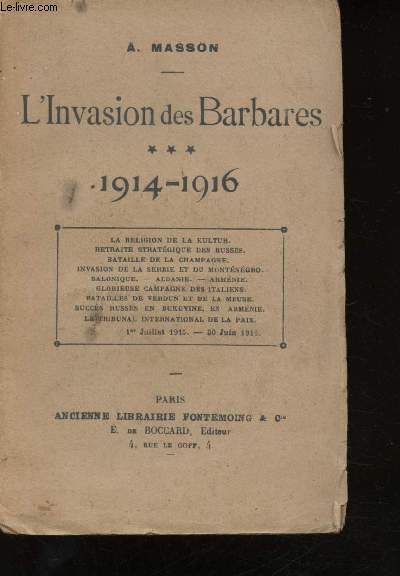 © Le-livre.com
A. MASSON
L'Invasion des Barbares
★ ★ ★
1914-1916
LA RELIGION DE LA KULTUR.
RETRAITE STRATÉGIQUE DES RUSSES.
BATAILLE DE LA CHAMPAGNE.
INVASION DE LA SERBIE ET DU MONTÉNÉGRO.
SALONIQUE. — ALBANIE. — ARMÉNIE.
GLORIEUSE CAMPAGNE DES ITALIENS.
BATAILLES DE VERDUN ET DE LA MEUSE.
SUCCÈS RUSSES EN BUKOVINE, EN ARMÉNIE.
LE TRIBUNAL INTERNATIONAL DE LA PAIX.
1er Juillet 1915. — 30 Juin 1916.
PARIS
ANCIENNE LIBRAIRIE FONTEMOING & Cie
E. DE BOCCARD, Editeur
4, RUE LE GOFF, 4